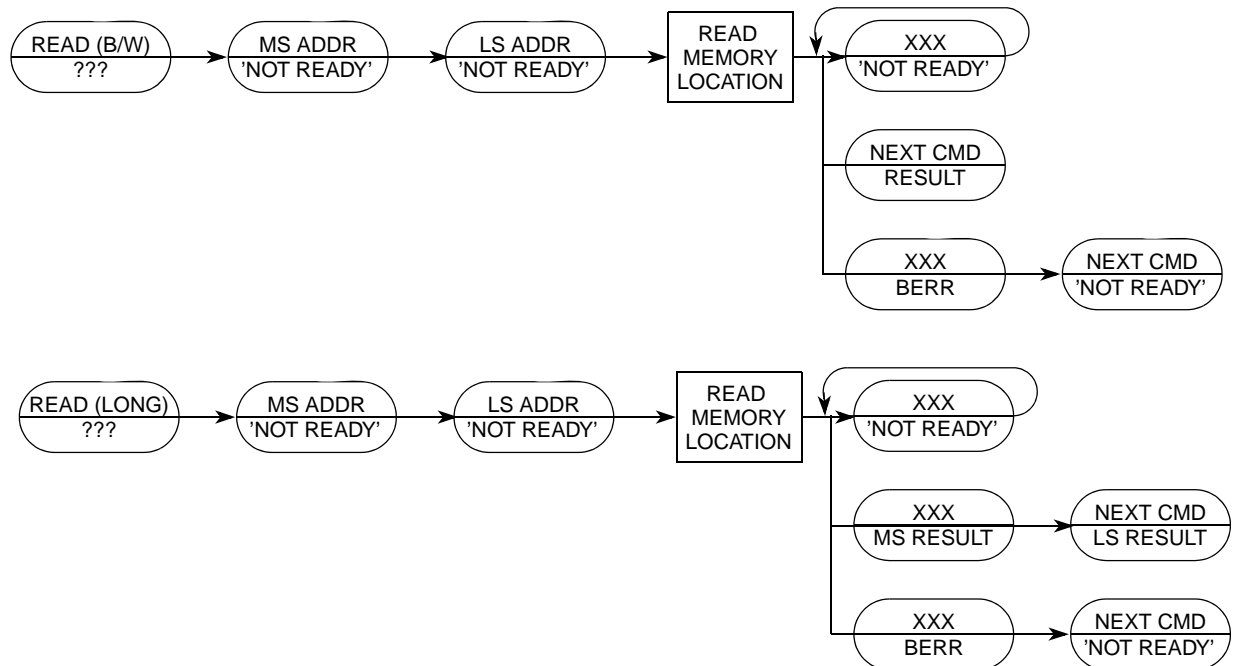 READ (B/W)
???
MS ADDR
'NOT READY'
LS ADDR
'NOT READY'
READ
MEMORY
LOCATION
XXX
'NOT READY'
NEXT CMD
RESULT
XXX
BERR
NEXT CMD
'NOT READY'
READ (LONG)
???
MS ADDR
'NOT READY'
LS ADDR
'NOT READY'
READ
MEMORY
LOCATION
XXX
'NOT READY'
XXX
MS RESULT
NEXT CMD
LS RESULT
XXX
BERR
NEXT CMD
'NOT READY'